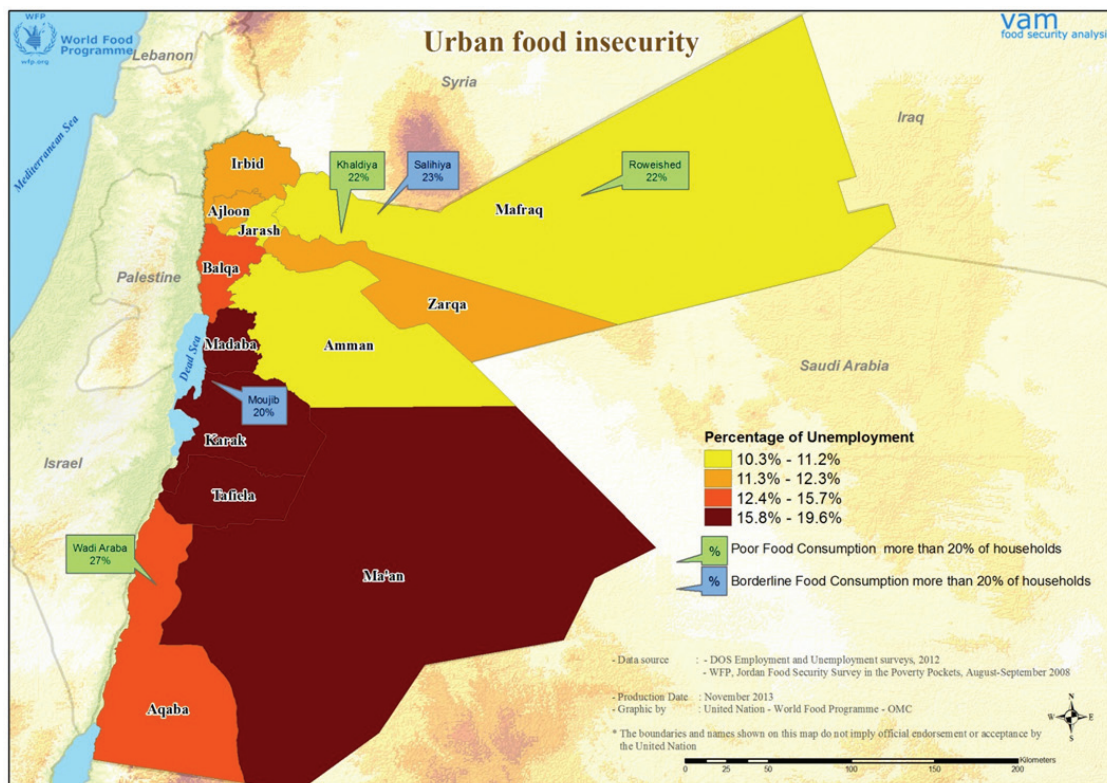 WFP
World Food
Programme
wfp.org
Urban food insecurity
vam
food security analysis
Lebanon
Syria
Iraq
Mediterranean Sea
Khaldiya
22%
Salihiya
23%
Roweished
22%
Irbid
Ajloon
Jarash
Mafraq
Balqa
Palestine
Zarqa
Madaba
Amman
Dead Sea
Saudi Arabia
Moujib
20%
Karak
Israel
Tafiela
Wadi Araba
27%
Ma'an
Aqaba
Percentage of Unemployment
10.3% - 11.2%
11.3% - 12.3%
12.4% - 15.7%
15.8% - 19.6%
% Poor Food Consumption more than 20% of households
% Borderline Food Consumption more than 20% of households
- Data source : - DOS Employment and Unemployment surveys, 2012
- WFP, Jordan Food Security Survey in the Poverty Pockets, August-September 2008
- Production Date : November 2013
- Graphic by : United Nation - World Food Programme - OMC
* The boundaries and names shown on this map do not imply official endorsement or acceptance by
the United Nation
N
W E
S
Kilometers
0 25 50 100 150 200